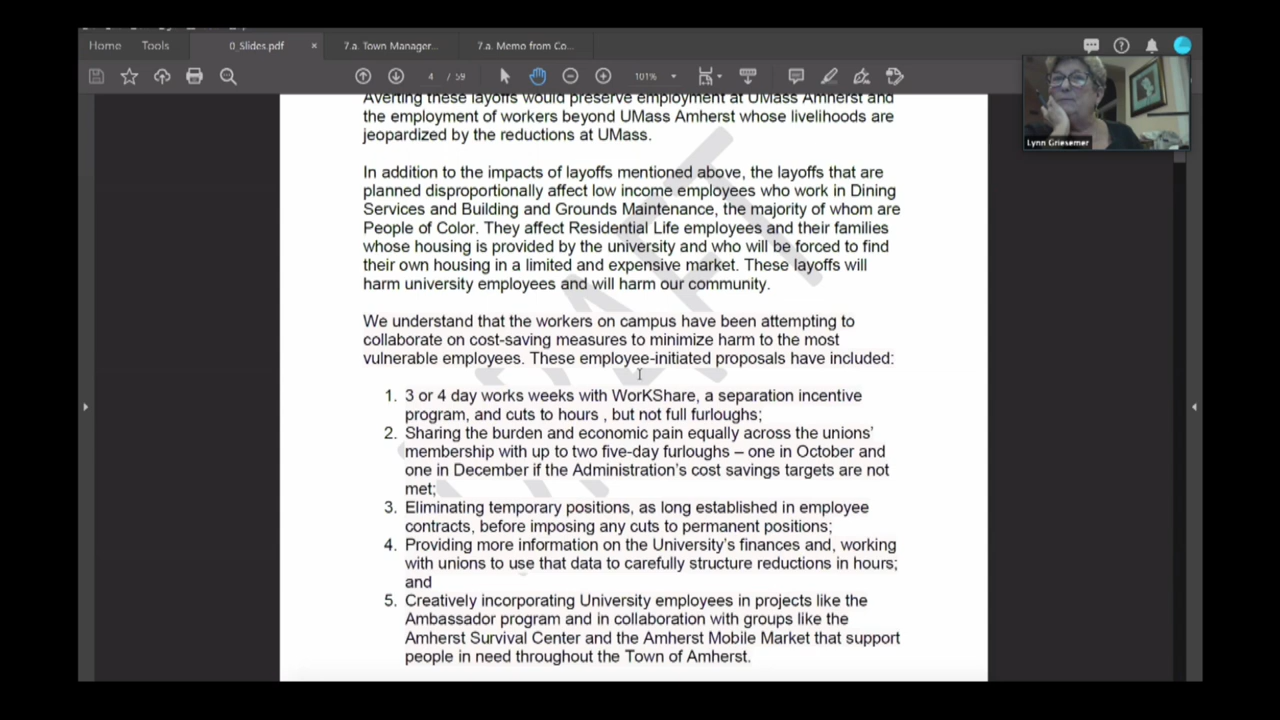 Home Tools 0_Slides.pdf × 7.a. Town Manager... 7.a. Memo from Co...
4 / 59 101%
Averting these layoffs would preserve employment at UMass Amherst and
the employment of workers beyond UMass Amherst whose livelihoods are
jeopardized by the reductions at UMass.
In addition to the impacts of layoffs mentioned above, the layoffs that are
planned disproportionally affect low income employees who work in Dining
Services and Building and Grounds Maintenance, the majority of whom are
People of Color. They affect Residential Life employees and their families
whose housing is provided by the university and who will be forced to find
their own housing in a limited and expensive market. These layoffs will
harm university employees and will harm our community.
We understand that the workers on campus have been attempting to
collaborate on cost-saving measures to minimize harm to the most
vulnerable employees. These employee-initiated proposals have included:
1. 3 or 4 day works weeks with WorKShare, a separation incentive
program, and cuts to hours , but not full furloughs;
2. Sharing the burden and economic pain equally across the unions'
membership with up to two five-day furloughs – one in October and
one in December if the Administration's cost savings targets are not
met;
3. Eliminating temporary positions, as long established in employee
contracts, before imposing any cuts to permanent positions;
4. Providing more information on the University's finances and, working
with unions to use that data to carefully structure reductions in hours;
and
5. Creatively incorporating University employees in projects like the
Ambassador program and in collaboration with groups like the
Amherst Survival Center and the Amherst Mobile Market that support
people in need throughout the Town of Amherst.
DRAFT
Lynn Griesemer